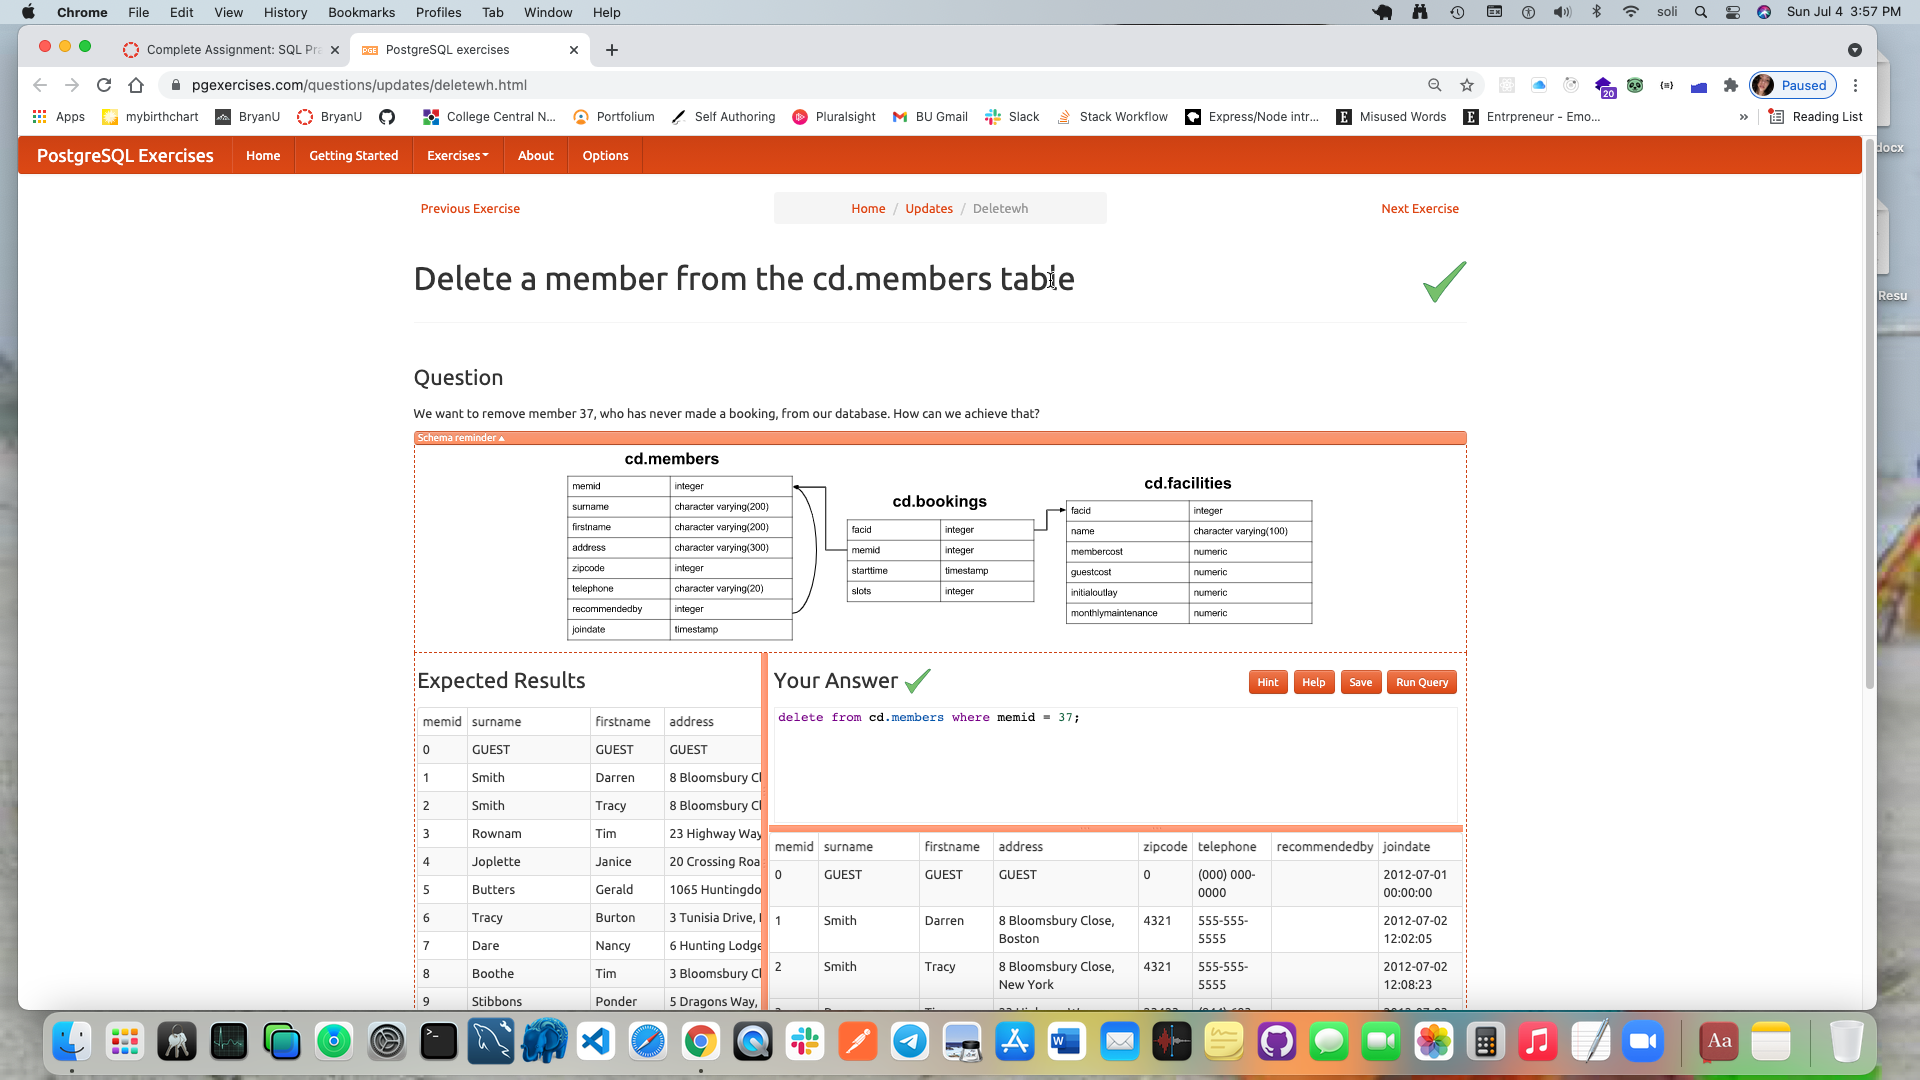 Chrome File Edit View History Bookmarks Profiles Tab Window Help
soli Sun Jul 4 3:57 PM
Complete Assignment: SQL Pra
PostgreSQL exercises
pgexercises.com/questions/updates/deletewh.html
20
Paused
Apps mybirthchart BryanU BryanU College Central N... Portfolium Self Authoring Pluralsight BU Gmail Slack Stack Workflow Express/Node intr... Misused Words Entrpreneur - Emo... » Reading List
docx
Resu
PostgreSQL Exercises Home Getting Started Exercises About Options
Previous Exercise Home / Updates / Deletewh Next Exercise
Delete a member from the cd.members table
Question
We want to remove member 37, who has never made a booking, from our database. How can we achieve that?
Schema reminder
cd.members
memid integer
surname character varying(200)
firstname character varying(200)
address character varying(300)
zipcode integer
telephone character varying(20)
recommendedby integer
joindate timestamp
cd.bookings
facid integer
memid integer
starttime timestamp
slots integer
cd.facilities
facid integer
name character varying(100)
membercost numeric
guestcost numeric
initialoutlay numeric
monthlymaintenance numeric
Expected Results
memid surname firstname address
0 GUEST GUEST GUEST
1 Smith Darren 8 Bloomsbury Cl
2 Smith Tracy 8 Bloomsbury Cl
3 Rownam Tim 23 Highway Way
4 Joplette Janice 20 Crossing Roa
5 Butters Gerald 1065 Huntingdo
6 Tracy Burton 3 Tunisia Drive,
7 Dare Nancy 6 Hunting Lodge
8 Boothe Tim 3 Bloomsbury Cl
9 Stibbons Ponder 5 Dragons Way,
Your Answer
Hint Help Save Run Query
delete from cd.members where memid = 37;
memid surname firstname address zipcode telephone recommendedby joindate
0 GUEST GUEST GUEST 0 (000) 000-0000 2012-07-01 00:00:00
1 Smith Darren 8 Bloomsbury Close, Boston 4321 555-555-5555 2012-07-02 12:02:05
2 Smith Tracy 8 Bloomsbury Close, New York 4321 555-555-5555 2012-07-02 12:08:23